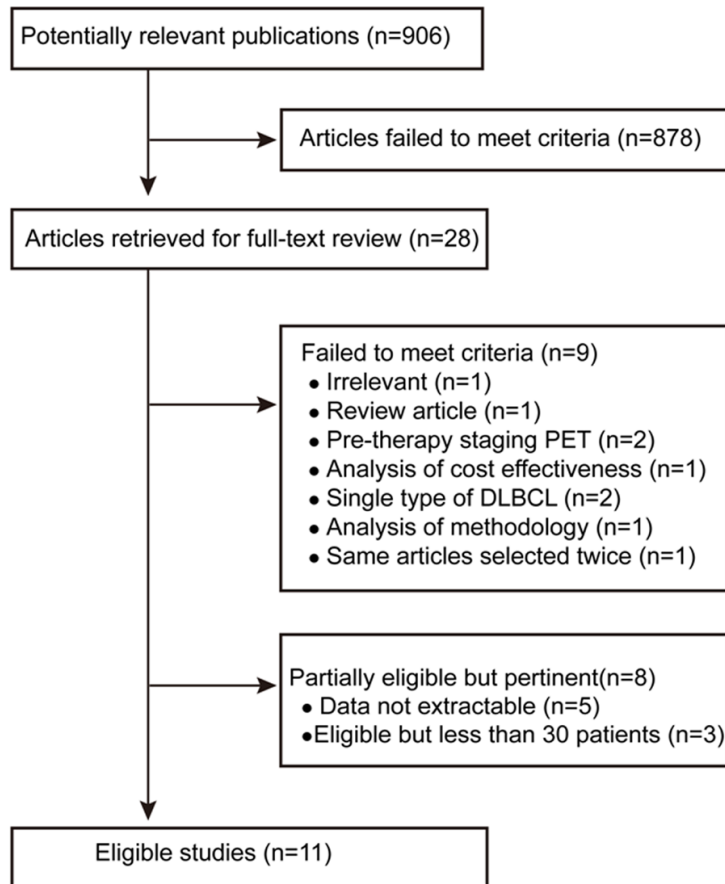 Potentially relevant publications (n=906)
Articles failed to meet criteria (n=878)
Articles retrieved for full-text review (n=28)
Failed to meet criteria (n=9)
• Irrelevant (n=1)
• Review article (n=1)
• Pre-therapy staging PET (n=2)
• Analysis of cost effectiveness (n=1)
• Single type of DLBCL (n=2)
• Analysis of methodology (n=1)
• Same articles selected twice (n=1)
Partially eligible but pertinent(n=8)
• Data not extractable (n=5)
•Eligible but less than 30 patients (n=3)
Eligible studies (n=11)